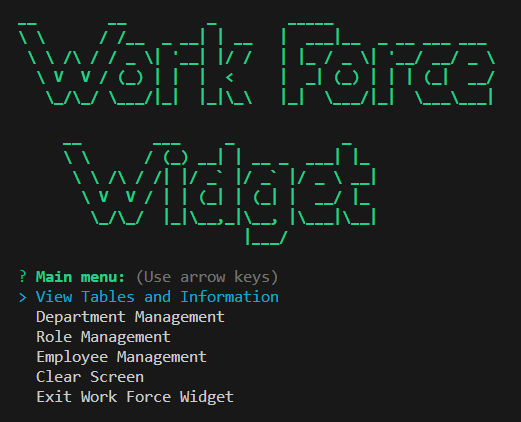 Work Force
Widget
? Main menu: (Use arrow keys)
> View Tables and Information
Department Management
Role Management
Employee Management
Clear Screen
Exit Work Force Widget